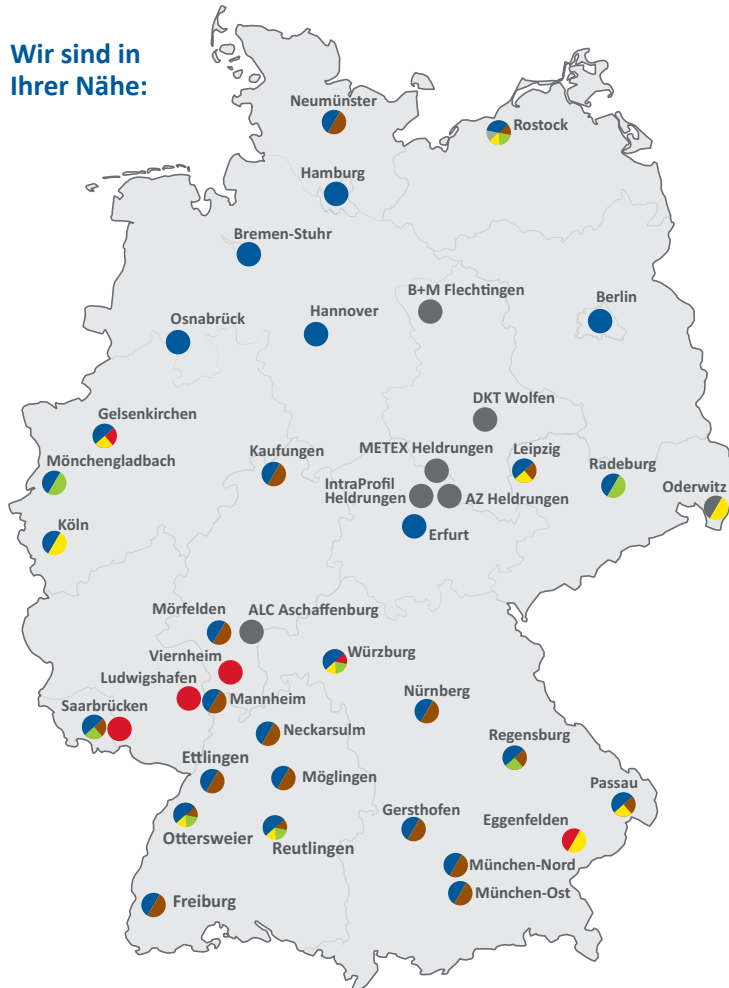 Wir sind in
Ihrer Nähe:
Neumünster
Rostock
Hamburg
Bremen-Stuhr
B+M Flechtingen
Berlin
Osnabrück
Hannover
DKT Wolfen
Gelsenkirchen
METEX Heldrungen
Leipzig
Mönchengladbach
Kaufungen
Radeburg
IntraProfil
Heldrungen
AZ Heldrungen
Oderwitz
Köln
Erfurt
Mörfelden
ALC Aschaffenburg
Viernheim
Würzburg
Ludwigshafen
Saarbrücken
Mannheim
Nürnberg
Neckarsulm
Regensburg
Ettlingen
Möglingen
Passau
Gersthofen
Eggenfelden
Ottersweier
Reutlingen
München-Nord
München-Ost
Freiburg